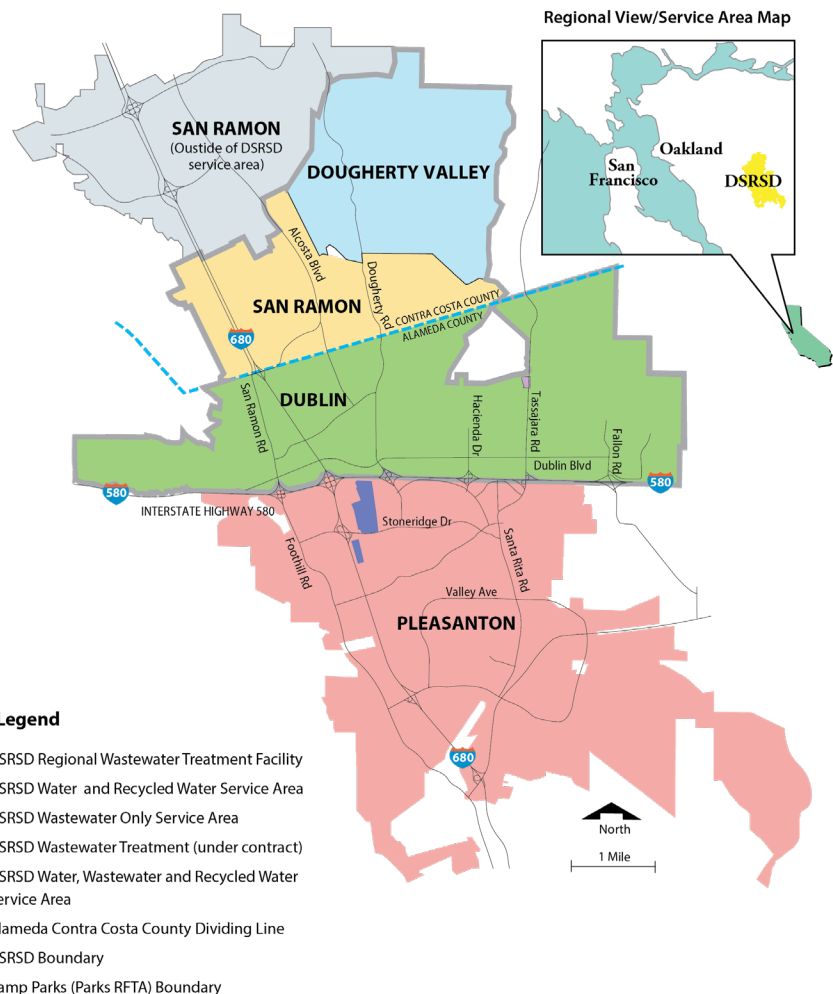 Regional View/Service Area Map
Oakland
San
Francisco
DSRSD
SAN RAMON
(Oustide of DSRSD
service area)
DOUGHERTY VALLEY
Alcosta Blvd
Dougherty Rd
SAN RAMON
CONTRA COSTA COUNTY
ALAMEDA COUNTY
680
San Ramon Rd
DUBLIN
Hacienda Dr
Tassajara Rd
Fallon Rd
Dublin Blvd
580
580
INTERSTATE HIGHWAY 580
Stoneridge Dr
Foothill Rd
Santa Rita Rd
Valley Ave
PLEASANTON
680
North
1 Mile
Legend
SRSD Regional Wastewater Treatment Facility
SRSD Water and Recycled Water Service Area
SRSD Wastewater Only Service Area
SRSD Wastewater Treatment (under contract)
SRSD Water, Wastewater and Recycled Water
ervice Area
lameda Contra Costa County Dividing Line
SRSD Boundary
amp Parks (Parks RFTA) Boundary